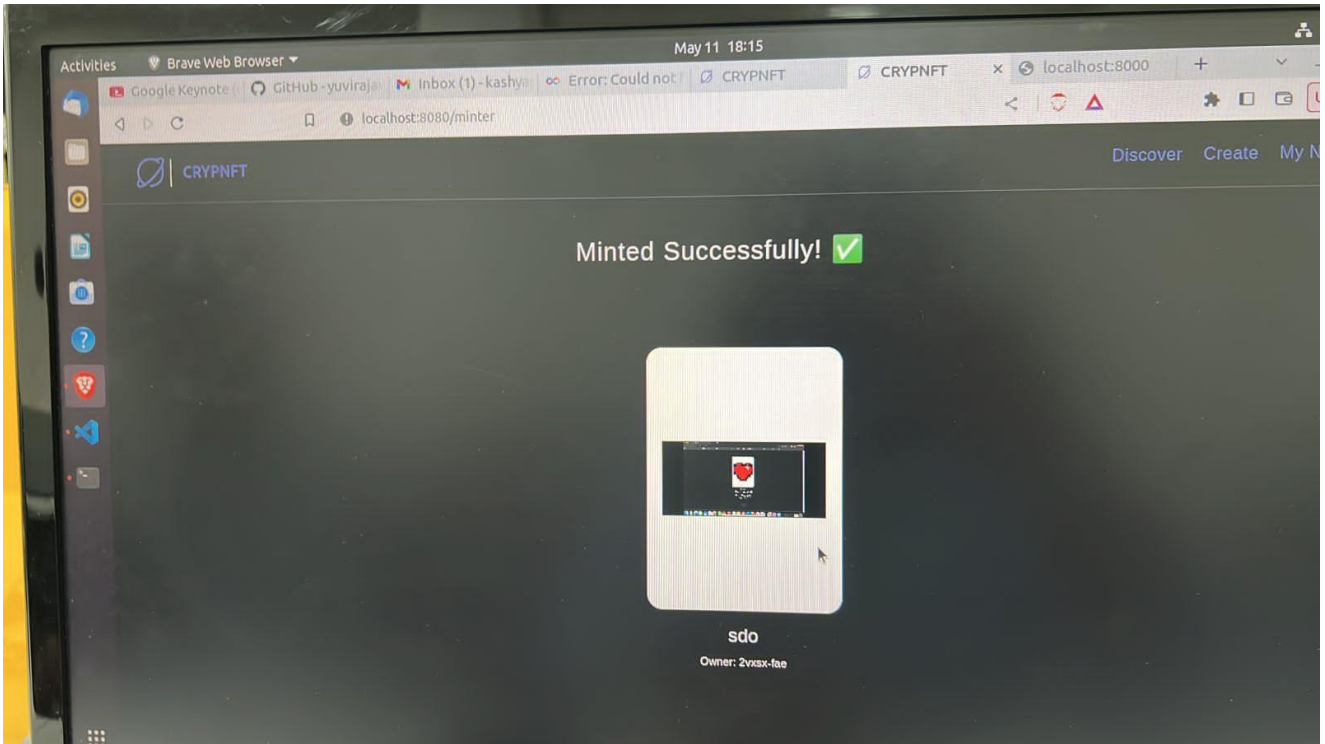 Activities
Brave Web Browser
May 11 18:15
Google Keynote (
GitHub - yuviraja
Inbox (1) - kashya
Error: Could not
CRYPNFT
CRYPNFT
localhost:8000
localhost:8080/minter
CRYPNFT
Discover
Create
My N
Minted Successfully! ✅
sdo
Owner: 2vxsx-fae